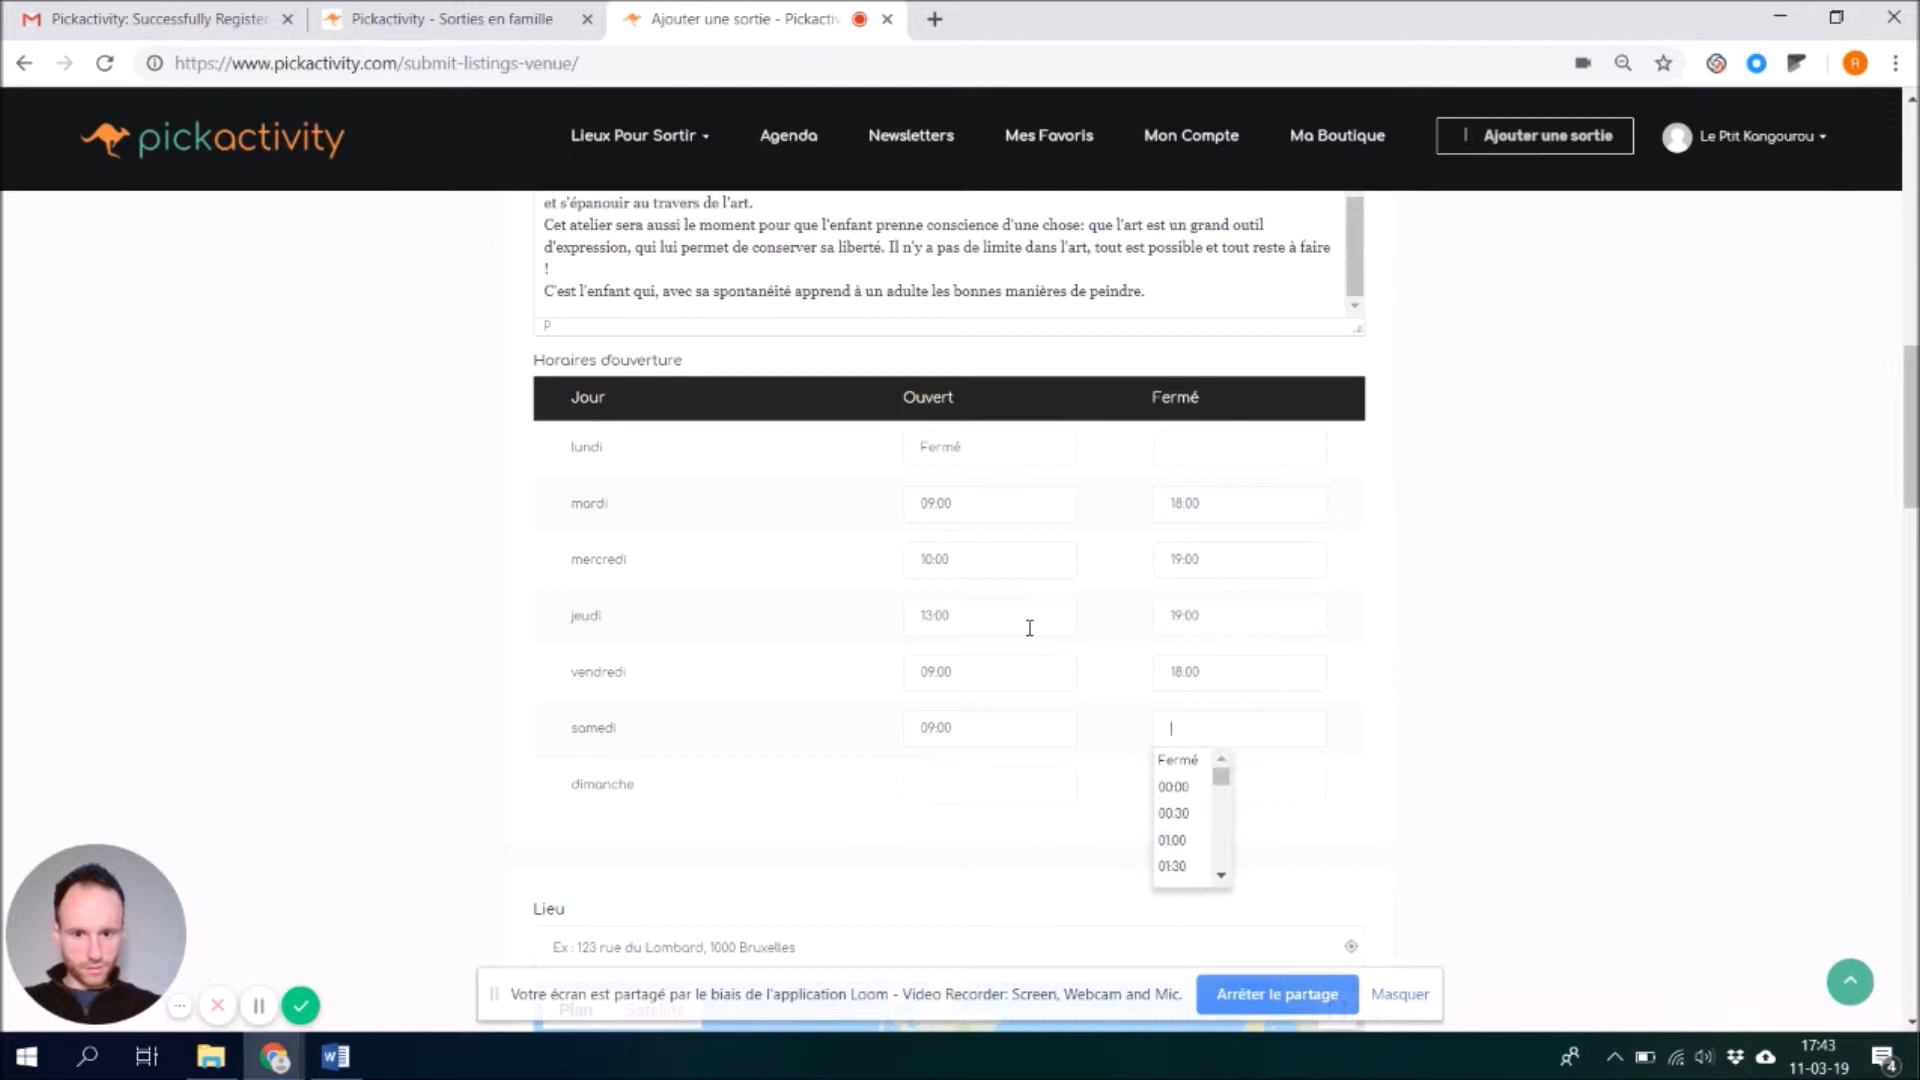 Pickactivity: Successfully Register
Pickactivity - Sorties en famille
Ajouter une sortie - Pickactivi
https://www.pickactivity.com/submit-listings-venue/
R
pickactivity
Lieux Pour Sortir
Agenda
Newsletters
Mes Favoris
Mon Compte
Ma Boutique
Ajouter une sortie
Le Ptit Kangourou
et s'épanouir au travers de l'art.
Cet atelier sera aussi le moment pour que l'enfant prenne conscience d'une chose: que l'art est un grand outil
d'expression, qui lui permet de conserver sa liberté. Il n'y a pas de limite dans l'art, tout est possible et tout reste à faire
!
C'est l'enfant qui, avec sa spontanéité apprend à un adulte les bonnes manières de peindre.
P
Horaires d'ouverture
Jour Ouvert Fermé
lundi Fermé
mardi 09:00 18:00
mercredi 10:00 19:00
jeudi 13:00 19:00
vendredi 09:00 18:00
samedi 09:00
dimanche
Fermé
00:00
00:30
01:00
01:30
Lieu
Ex : 123 rue du Lombard, 1000 Bruxelles
Votre écran est partagé par le biais de l'application Loom - Video Recorder: Screen, Webcam and Mic.
Arrêter le partage
Masquer
Plan Satellite
17:43
11-03-19
4